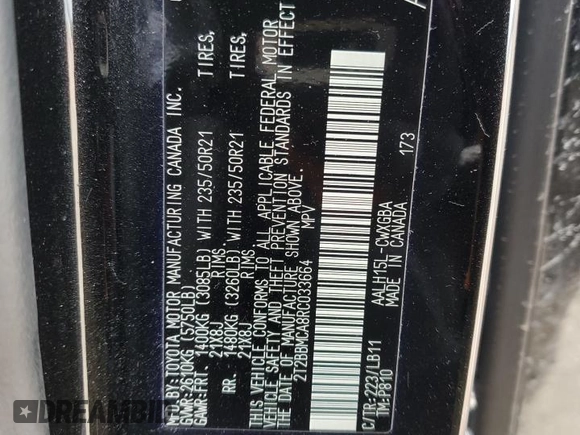 MFD.BY:TOYOTA MOTOR MANUFACTURING CANADA INC.
GVWR:2610KG (5750LB)
GAWR:FRT. 1400KG (3085LB) WITH 235/50R21 TIRES,
21X8J RIMS
RR. 1480KG (3260LB) WITH 235/50R21 TIRES,
21X8J RIMS
THIS VEHICLE CONFORMS TO ALL APPLICABLE FEDERAL MOTOR
VEHICLE SAFETY AND THEFT PREVENTION STANDARDS IN EFFECT
ON THE DATE OF MANUFACTURE SHOWN ABOVE.
2T2BBMCA8RC033664 MPV
C/TR:223/LB11 AALH15L-CWXGBA
TM:P810 MADE IN CANADA 173
DREAMBID